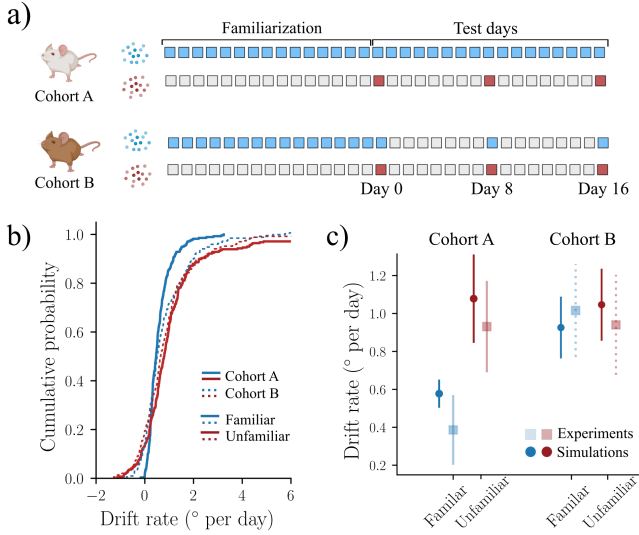 a)
Familiarization
Test days
Cohort A
Cohort B
Day 0
Day 8
Day 16
b)
Cumulative probability
1.0
0.8
0.6
0.4
0.2
0.0
−2
0
2
4
6
Drift rate (° per day)
Cohort A
Cohort B
Familiar
Unfamiliar
c)
Cohort A
Cohort B
Drift rate (° per day)
1.2
1.0
0.8
0.6
0.4
0.2
Experiments
Simulations
Familar
Unfamiliar
Familar
Unfamiliar